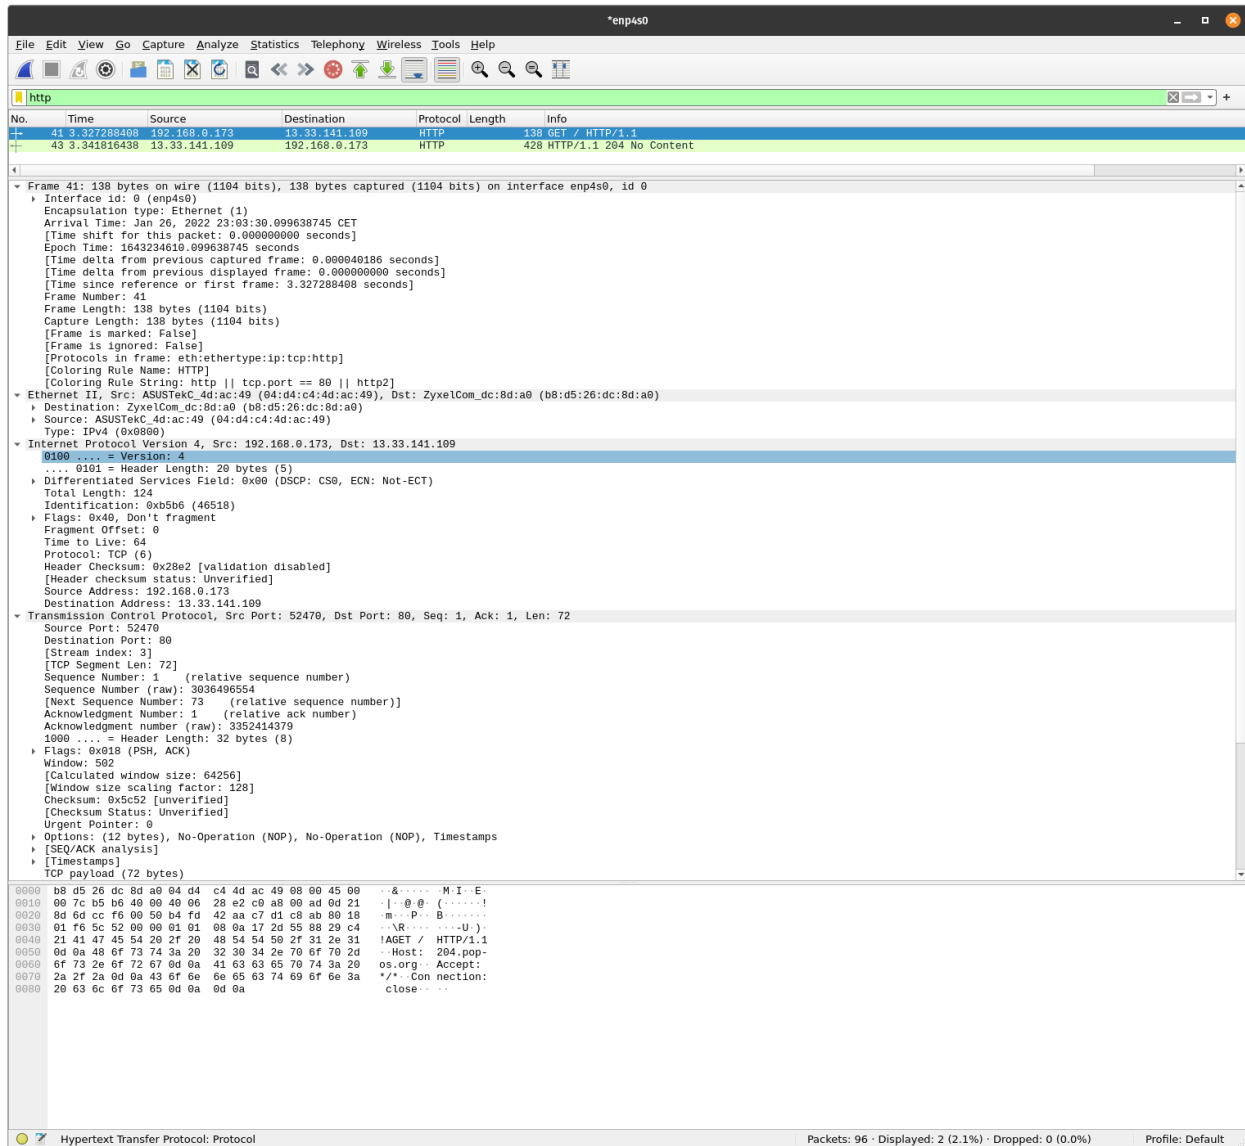 *enp4s0
File Edit View Go Capture Analyze Statistics Telephony Wireless Tools Help
http
No. Time Source Destination Protocol Length Info
41 3.327288408 192.168.0.173 13.33.141.109 HTTP 138 GET / HTTP/1.1
43 3.341816438 13.33.141.109 192.168.0.173 HTTP 428 HTTP/1.1 204 No Content
Frame 41: 138 bytes on wire (1104 bits), 138 bytes captured (1104 bits) on interface enp4s0, id 0
Interface id: 0 (enp4s0)
Encapsulation type: Ethernet (1)
Arrival Time: Jan 26, 2022 23:03:30.099638745 CET
[Time shift for this packet: 0.000000000 seconds]
Epoch Time: 1643234610.099638745 seconds
[Time delta from previous captured frame: 0.000040186 seconds]
[Time delta from previous displayed frame: 0.000000000 seconds]
[Time since reference or first frame: 3.327288408 seconds]
Frame Number: 41
Frame Length: 138 bytes (1104 bits)
Capture Length: 138 bytes (1104 bits)
[Frame is marked: False]
[Frame is ignored: False]
[Protocols in frame: eth:ethertype:ip:tcp:http]
[Coloring Rule Name: HTTP]
[Coloring Rule String: http || tcp.port == 80 || http2]
Ethernet II, Src: ASUSTekC_4d:ac:49 (04:d4:c4:4d:ac:49), Dst: ZyxelCom_dc:8d:a0 (b8:d5:26:dc:8d:a0)
Destination: ZyxelCom_dc:8d:a0 (b8:d5:26:dc:8d:a0)
Source: ASUSTekC_4d:ac:49 (04:d4:c4:4d:ac:49)
Type: IPv4 (0x0800)
Internet Protocol Version 4, Src: 192.168.0.173, Dst: 13.33.141.109
0100 .... = Version: 4
.... 0101 = Header Length: 20 bytes (5)
Differentiated Services Field: 0x00 (DSCP: CS0, ECN: Not-ECT)
Total Length: 124
Identification: 0xb5b6 (46518)
Flags: 0x40, Don't fragment
Fragment Offset: 0
Time to Live: 64
Protocol: TCP (6)
Header Checksum: 0x28e2 [validation disabled]
[Header checksum status: Unverified]
Source Address: 192.168.0.173
Destination Address: 13.33.141.109
Transmission Control Protocol, Src Port: 52470, Dst Port: 80, Seq: 1, Ack: 1, Len: 72
Source Port: 52470
Destination Port: 80
[Stream index: 3]
[TCP Segment Len: 72]
Sequence Number: 1    (relative sequence number)
Sequence Number (raw): 3036496554
[Next Sequence Number: 73    (relative sequence number)]
Acknowledgment Number: 1    (relative ack number)
Acknowledgment number (raw): 3352414379
1000 .... = Header Length: 32 bytes (8)
Flags: 0x018 (PSH, ACK)
Window: 502
[Calculated window size: 64256]
[Window size scaling factor: 128]
Checksum: 0x5c52 [unverified]
[Checksum Status: Unverified]
Urgent Pointer: 0
Options: (12 bytes), No-Operation (NOP), No-Operation (NOP), Timestamps
[SEQ/ACK analysis]
[Timestamps]
TCP payload (72 bytes)
0000 b8 d5 26 dc 8d a0 04 d4 c4 4d ac 49 08 00 45 00 ··&····· ·M·I··E·
0010 00 7c b5 b6 40 00 40 06 28 e2 c0 a8 00 ad 0d 21 ·|··@·@· (······!
0020 8d 6d cc f6 00 50 b4 fd 42 aa c7 d1 c8 ab 80 18 ·m···P·· B·······
0030 01 f6 5c 52 00 00 01 01 08 0a 17 2d 55 88 29 c4 ··\R···· ···-U·)·
0040 21 41 47 45 54 20 2f 20 48 54 54 50 2f 31 2e 31 !AGET / HTTP/1.1
0050 0d 0a 48 6f 73 74 3a 20 32 30 34 2e 70 6f 70 2d ··Host: 204.pop-
0060 6f 73 2e 6f 72 67 0d 0a 41 63 63 65 70 74 3a 20 os.org·· Accept:
0070 2a 2f 2a 0d 0a 43 6f 6e 6e 65 63 74 69 6f 6e 3a */*··Con nection:
0080 20 63 6c 6f 73 65 0d 0a 0d 0a close·· ··
Hypertext Transfer Protocol: Protocol Packets: 96 · Displayed: 2 (2.1%) · Dropped: 0 (0.0%) Profile: Default